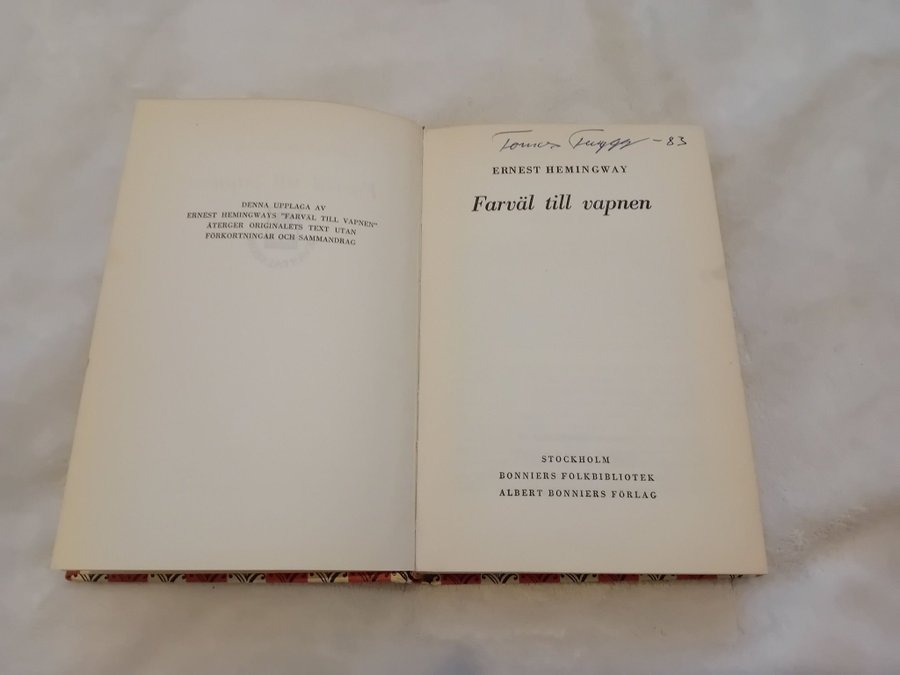 DENNA UPPLAGA AV
ERNEST HEMINGWAYS "FARVÄL TILL VAPNEN"
ÅTERGER ORIGINALETS TEXT UTAN
FÖRKORTNINGAR OCH SAMMANDRAG
Tomas -83
ERNEST HEMINGWAY
Farväl till vapnen
STOCKHOLM
BONNIERS FOLKBIBLIOTEK
ALBERT BONNIERS FÖRLAG